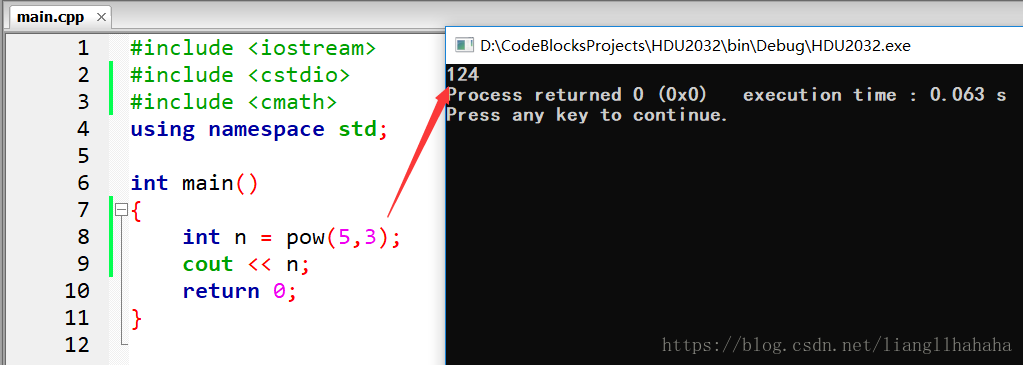 main.cpp ×
1 #include <iostream>
2 #include <cstdio>
3 #include <cmath>
4 using namespace std;
5
6 int main()
7 {
8 int n = pow(5,3);
9 cout << n;
10 return 0;
11 }
12
D:\CodeBlocksProjects\HDU2032\bin\Debug\HDU2032.exe
124
Process returned 0 (0x0)   execution time : 0.063 s
Press any key to continue.
https://blog.csdn.net/liangllhahaha